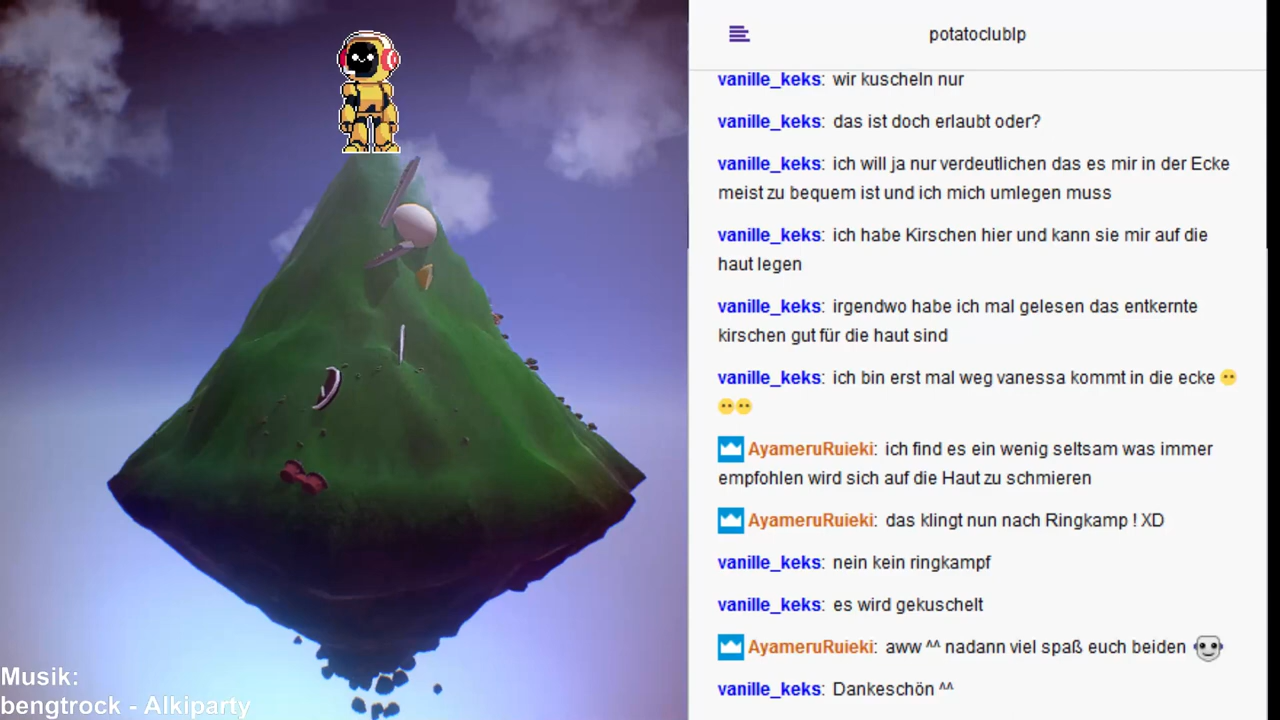 potatoclublp
vanille_keks: wir kuscheln nur
vanille_keks: das ist doch erlaubt oder?
vanille_keks: ich will ja nur verdeutlichen das es mir in der Ecke
meist zu bequem ist und ich mich umlegen muss
vanille_keks: ich habe Kirschen hier und kann sie mir auf die
haut legen
vanille_keks: irgendwo habe ich mal gelesen das entkernte
kirschen gut für die haut sind
vanille_keks: ich bin erst mal weg vanessa kommt in die ecke
AyameruRuieki: ich find es ein wenig seltsam was immer
empfohlen wird sich auf die Haut zu schmieren
AyameruRuieki: das klingt nun nach Ringkamp ! XD
vanille_keks: nein kein ringkampf
vanille_keks: es wird gekuschelt
AyameruRuieki: aww ^^ nadann viel spaß euch beiden
vanille_keks: Dankeschön ^^
Musik:
bengtrock - Alkiparty